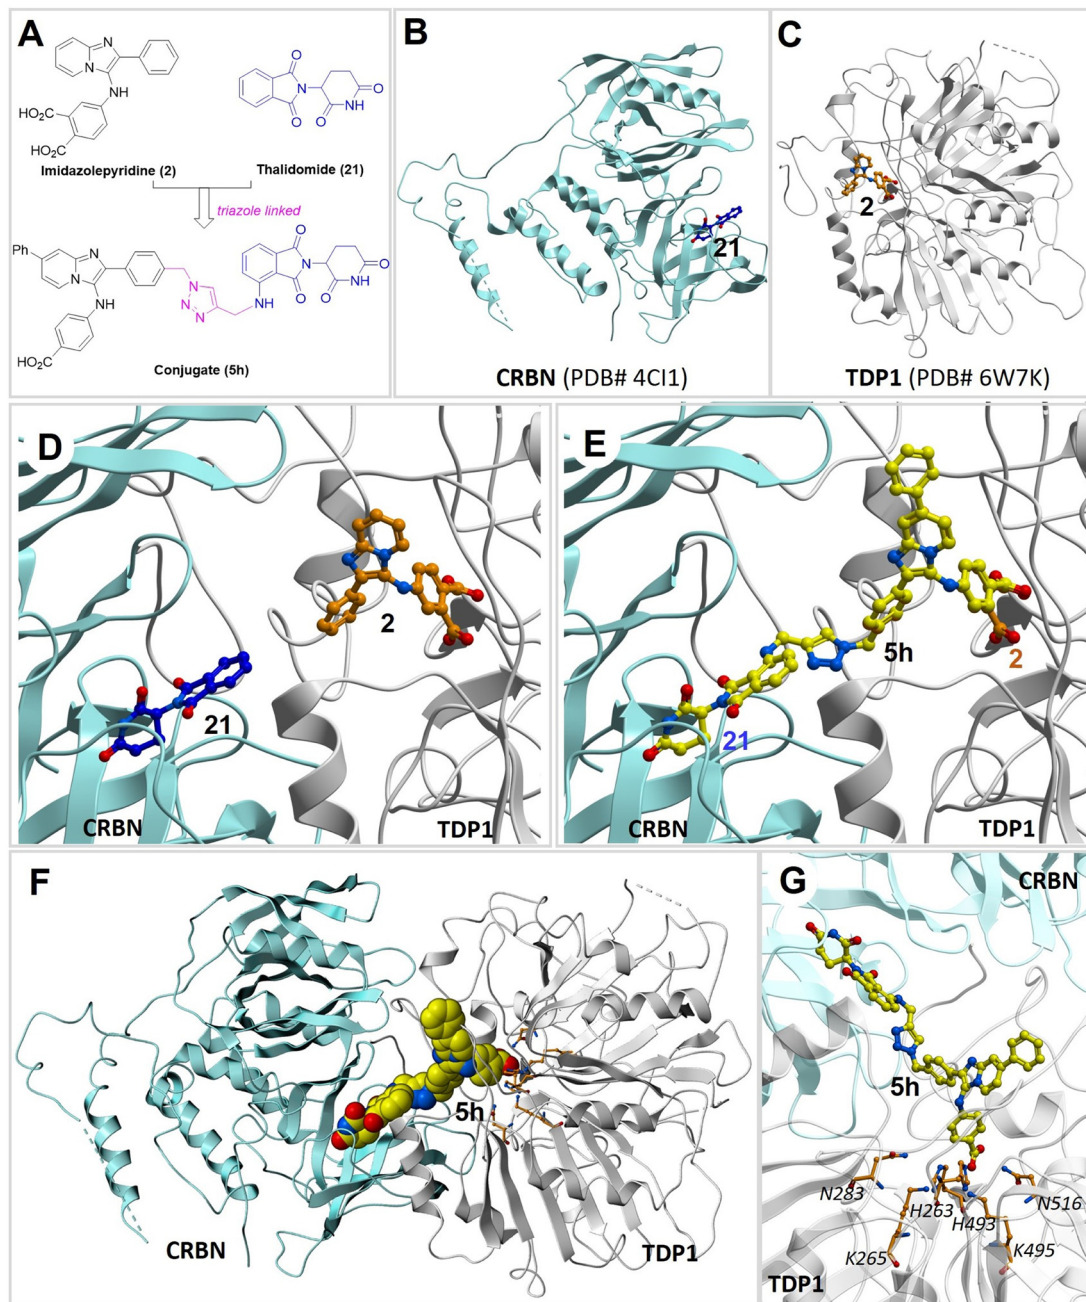 A
N
N
NH
HO₂C
HO₂C
Imidazolepyridine (2)
O
O
N
NH
O
O
Thalidomide (21)
triazole linked
Ph
N
N
NH
HO₂C
N
N
N
NH
O
O
N
NH
O
O
Conjugate (5h)
B
21
CRBN (PDB# 4CI1)
C
2
TDP1 (PDB# 6W7K)
D
2
21
CRBN
TDP1
E
5h
2
21
CRBN
TDP1
F
5h
CRBN
TDP1
G
CRBN
5h
N283
H263
H493
N516
K265
K495
TDP1